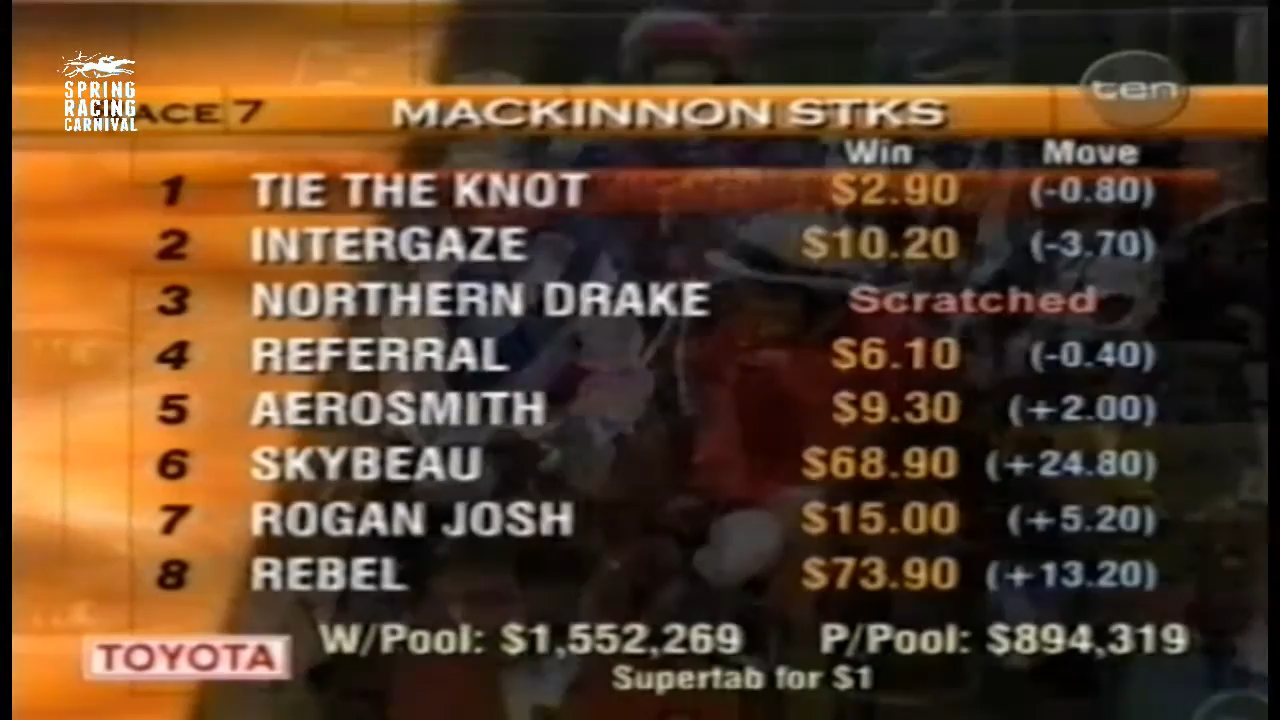 SPRING
RACING
CARNIVAL
ACE 7 MACKINNON STKS
ten
Win Move
1 TIE THE KNOT $2.90 (-0.80)
2 INTERGAZE $10.20 (-3.70)
3 NORTHERN DRAKE Scratched
4 REFERRAL $6.10 (-0.40)
5 AEROSMITH $9.30 (+2.00)
6 SKYBEAU $68.90 (+24.80)
7 ROGAN JOSH $15.00 (+5.20)
8 REBEL $73.90 (+13.20)
TOYOTA W/Pool: $1,552,269 P/Pool: $894,319
Supertab for $1